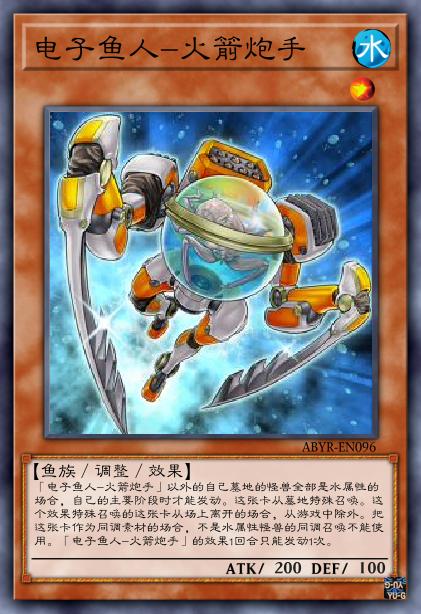 电子鱼人-火箭炮手
水
ABYR-EN096
【鱼族／调整／效果】
「电子鱼人-火箭炮手」以外的自己墓地的怪兽全部是水属性的
场合，自己的主要阶段时才能发动。这张卡从墓地特殊召唤。这
个效果特殊召唤的这张卡从场上离开的场合，从游戏中除外。把
这张卡作为同调素材的场合，不是水属性怪兽的同调召唤不能使
用。「电子鱼人-火箭炮手」的效果1回合只能发动1次。
ATK/ 200 DEF/ 100